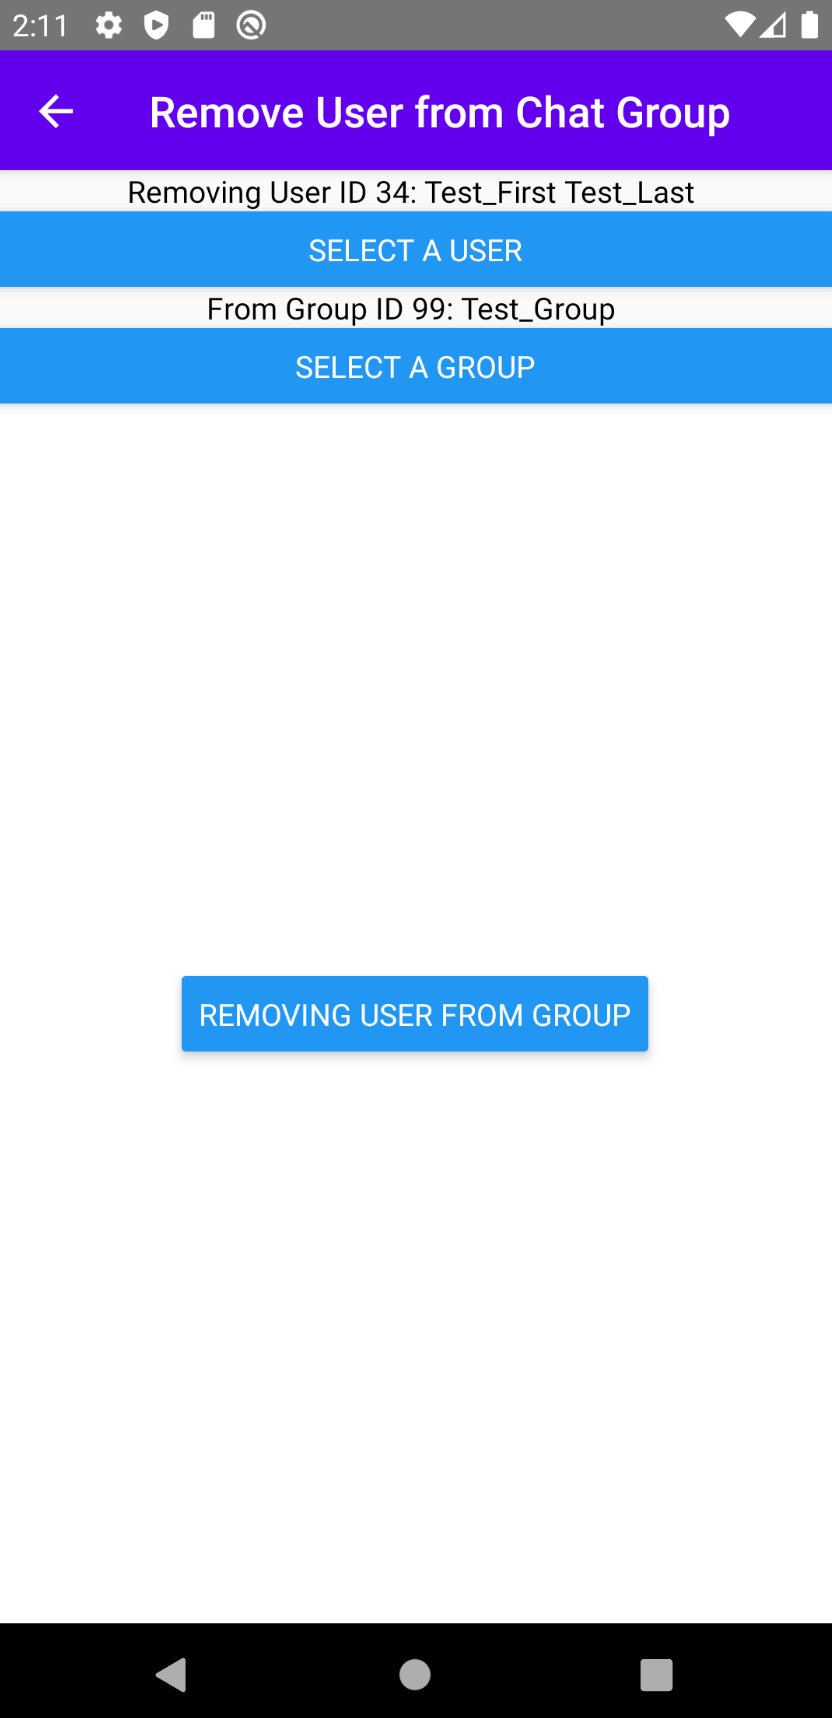 2:11
Remove User from Chat Group
Removing User ID 34: Test_First Test_Last
SELECT A USER
From Group ID 99: Test_Group
SELECT A GROUP
REMOVING USER FROM GROUP